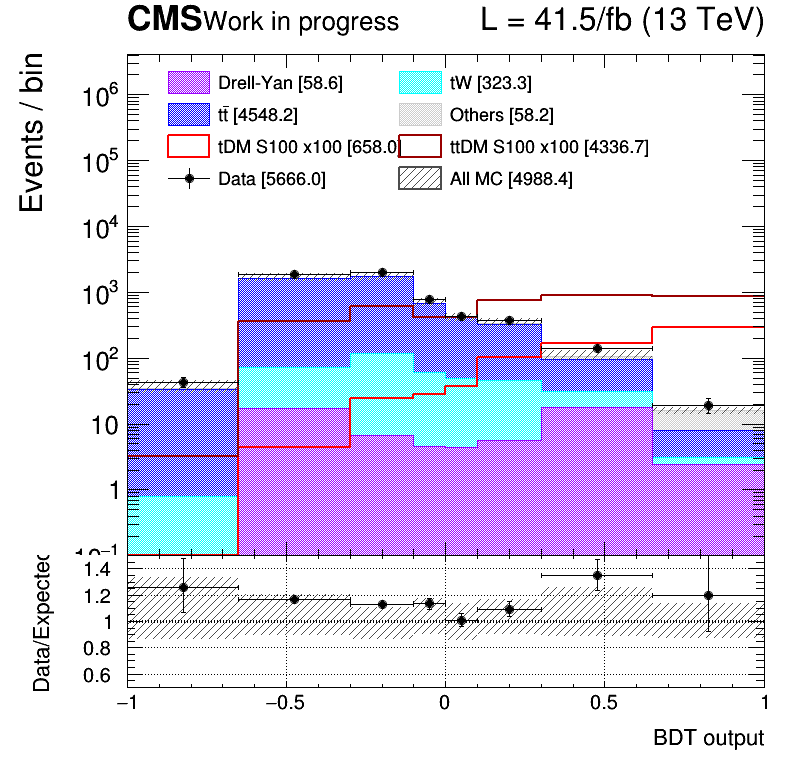 CMS Work in progress L = 41.5/fb (13 TeV)
Events / bin
Drell-Yan [58.6] tW [323.3]
tt̄ [4548.2] Others [58.2]
tDM S100 x100 [658.0] ttDM S100 x100 [4336.7]
Data [5666.0] All MC [4988.4]
10⁶
10⁵
10⁴
10³
10²
10
1
10⁻¹
Data/Expected
1.4
1.2
1
0.8
0.6
−1 −0.5 0 0.5 1
BDT output